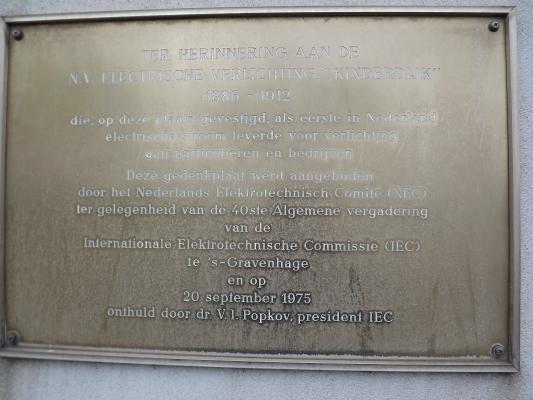 TER HERINNERING AAN DE
N.V. ELECTRISCHE VERLICHTING "KINDERDIJK"
1886 - 1912
die, op deze plaats gevestigd, als eerste in Nederland
electrische stroom leverde voor verlichting
aan particulieren en bedrijven
Deze gedenkplaat werd aangeboden
door het Nederlands Elektrotechnisch Comité (NEC)
ter gelegenheid van de 40ste Algemene vergadering
van de
Internationale Elektrotechnische Commissie (IEC)
te 's-Gravenhage
en op
20 september 1975
onthuld door dr. V. I. Popkov, president IEC